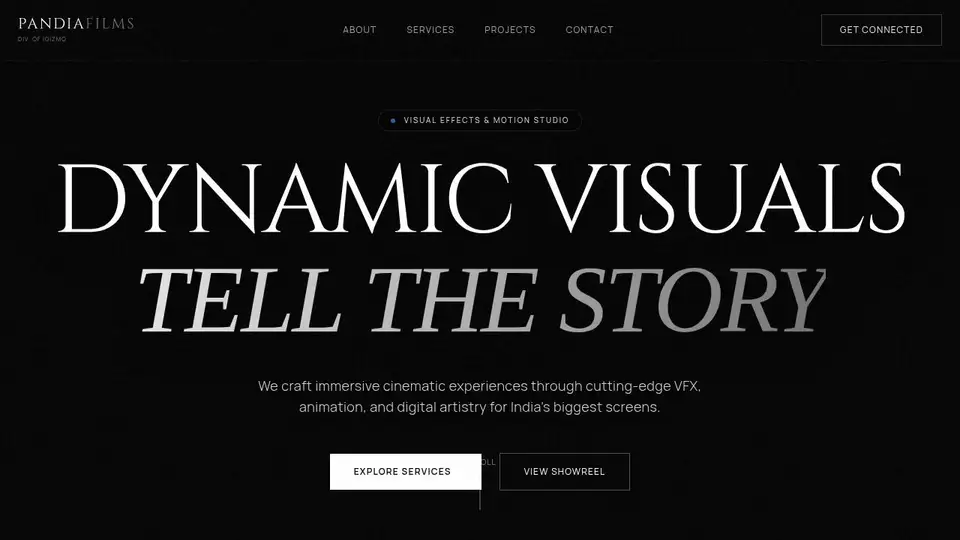 PANDIAFILMS
DIV. OF IGIZMO
ABOUT SERVICES PROJECTS CONTACT
GET CONNECTED
VISUAL EFFECTS & MOTION STUDIO
DYNAMIC VISUALS
TELL THE STORY
We craft immersive cinematic experiences through cutting-edge VFX,
animation, and digital artistry for India's biggest screens.
EXPLORE SERVICES
VIEW SHOWREEL